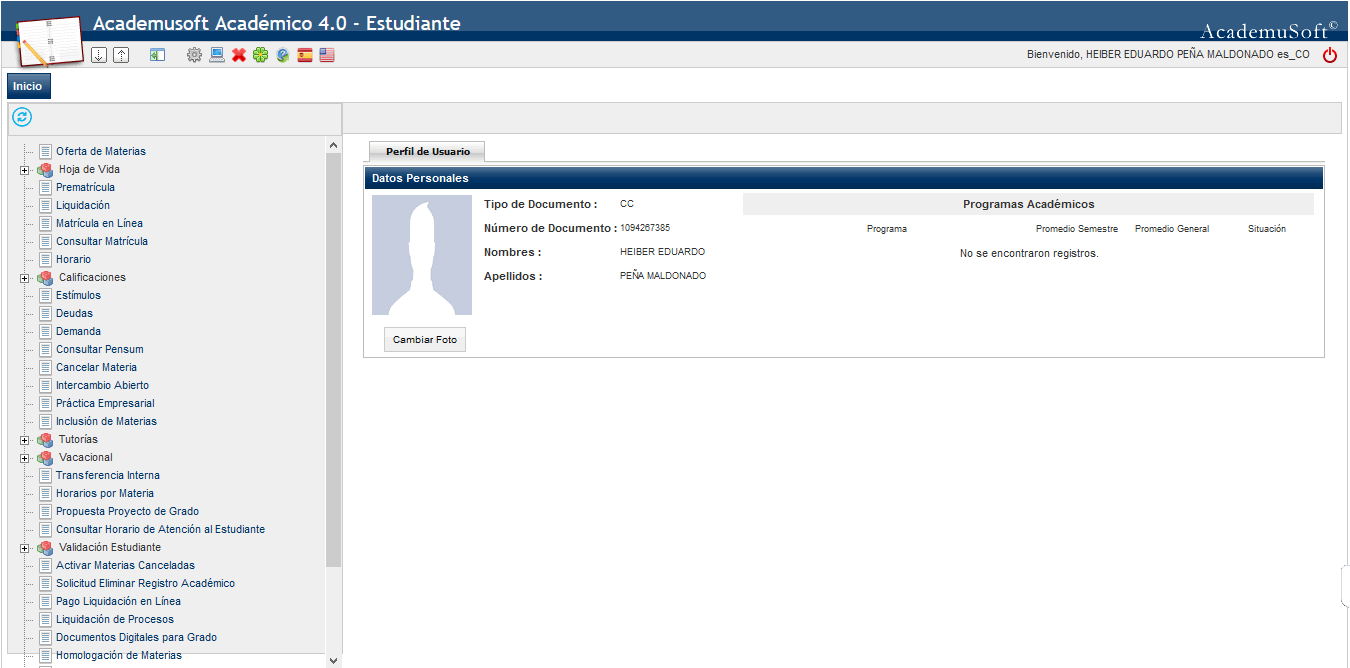 Academusoft Académico 4.0 - Estudiante
AcademuSoft©
Bienvenido, HEIBER EDUARDO PEÑA MALDONADO es_CO
Inicio
Oferta de Materias
Hoja de Vida
Prematrícula
Liquidación
Matrícula en Línea
Consultar Matrícula
Horario
Calificaciones
Estímulos
Deudas
Demanda
Consultar Pensum
Cancelar Materia
Intercambio Abierto
Práctica Empresarial
Inclusión de Materias
Tutorías
Vacacional
Transferencia Interna
Horarios por Materia
Propuesta Proyecto de Grado
Consultar Horario de Atención al Estudiante
Validación Estudiante
Activar Materias Canceladas
Solicitud Eliminar Registro Académico
Pago Liquidación en Línea
Liquidación de Procesos
Documentos Digitales para Grado
Homologación de Materias
Perfil de Usuario
Datos Personales
Tipo de Documento : CC
Número de Documento : 1094267385
Nombres : HEIBER EDUARDO
Apellidos : PEÑA MALDONADO
Cambiar Foto
Programas Académicos
Programa Promedio Semestre Promedio General Situación
No se encontraron registros.